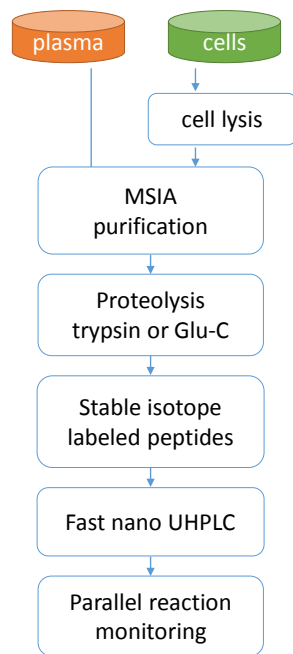 plasma
cells
cell lysis
MSIA
purification
Proteolysis
trypsin or Glu-C
Stable isotope
labeled peptides
Fast nano UHPLC
Parallel reaction
monitoring